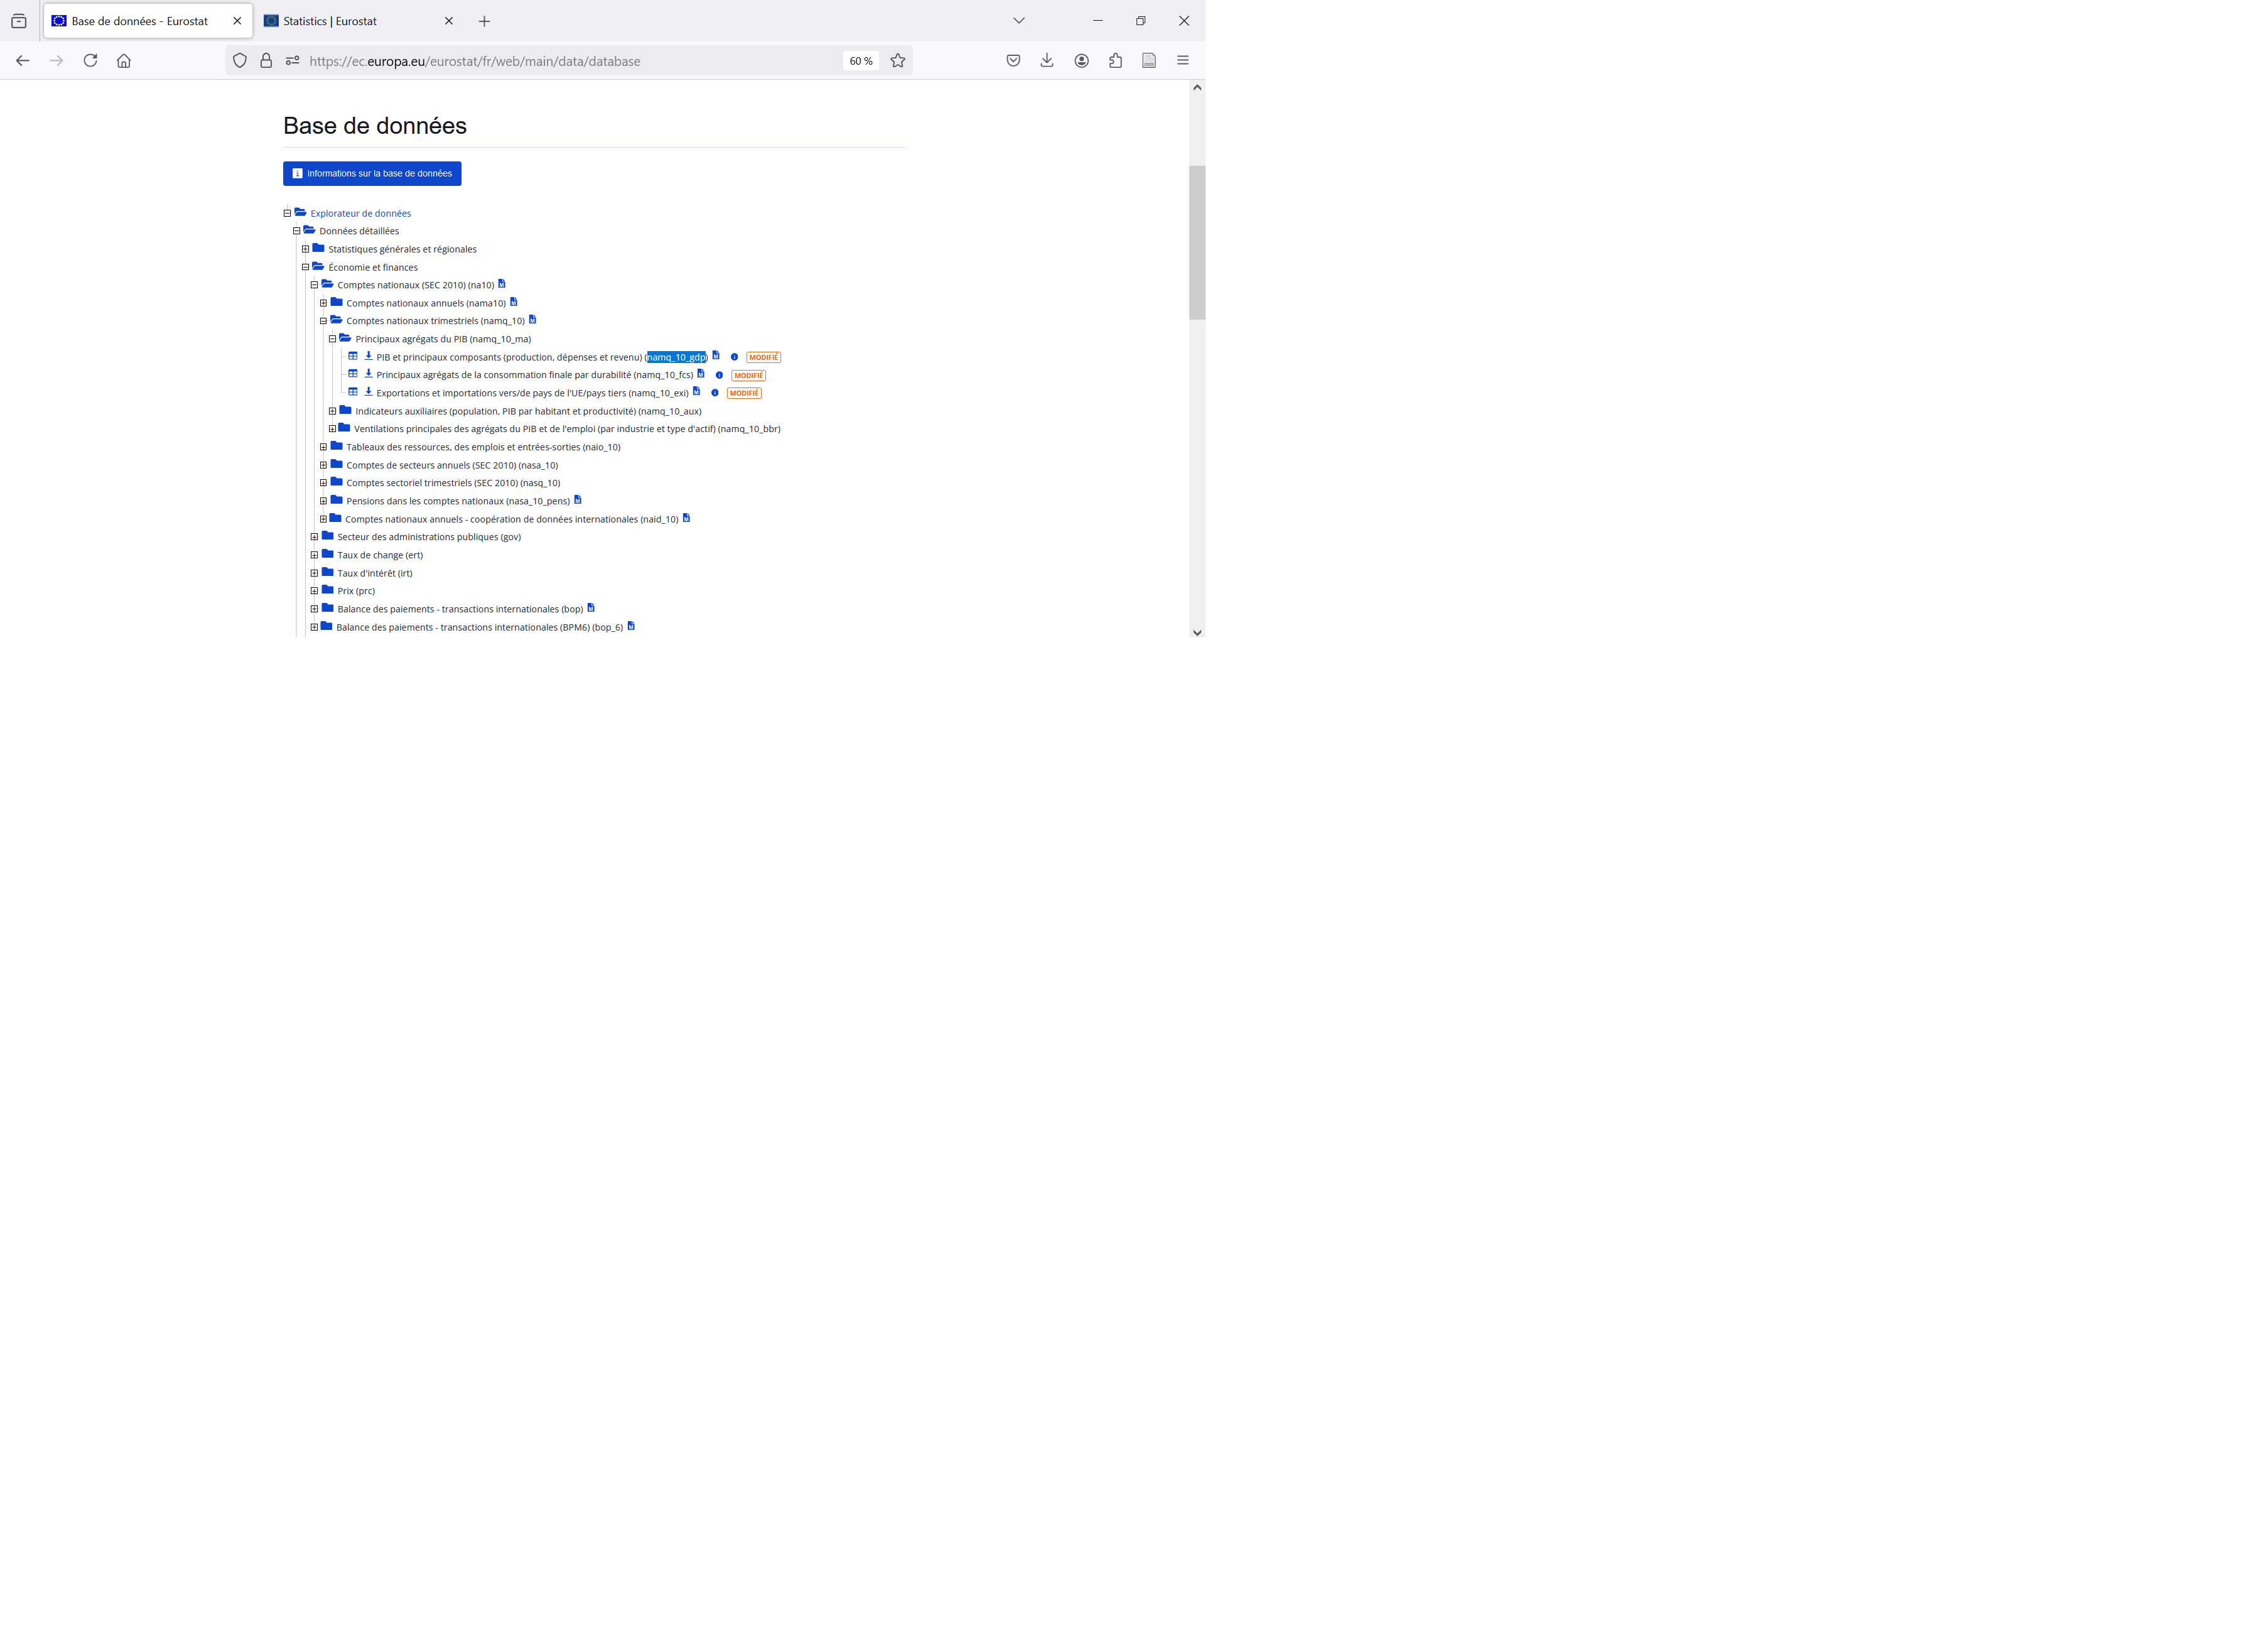 Base de données - Eurostat
Statistics | Eurostat
https://ec.europa.eu/eurostat/fr/web/main/data/database
60 %
Base de données
Informations sur la base de données
Explorateur de données
Données détaillées
Statistiques générales et régionales
Économie et finances
Comptes nationaux (SEC 2010) (na10)
Comptes nationaux annuels (nama10)
Comptes nationaux trimestriels (namq_10)
Principaux agrégats du PIB (namq_10_ma)
PIB et principaux composants (production, dépenses et revenu) (namq_10_gdp) MODIFIÉ
Principaux agrégats de la consommation finale par durabilité (namq_10_fcs) MODIFIÉ
Exportations et importations vers/de pays de l'UE/pays tiers (namq_10_exi) MODIFIÉ
Indicateurs auxiliaires (population, PIB par habitant et productivité) (namq_10_aux)
Ventilations principales des agrégats du PIB et de l'emploi (par industrie et type d'actif) (namq_10_bbr)
Tableaux des ressources, des emplois et entrées-sorties (naio_10)
Comptes de secteurs annuels (SEC 2010) (nasa_10)
Comptes sectoriel trimestriels (SEC 2010) (nasq_10)
Pensions dans les comptes nationaux (nasa_10_pens)
Comptes nationaux annuels - coopération de données internationales (naid_10)
Secteur des administrations publiques (gov)
Taux de change (ert)
Taux d'intérêt (irt)
Prix (prc)
Balance des paiements - transactions internationales (bop)
Balance des paiements - transactions internationales (BPM6) (bop_6)